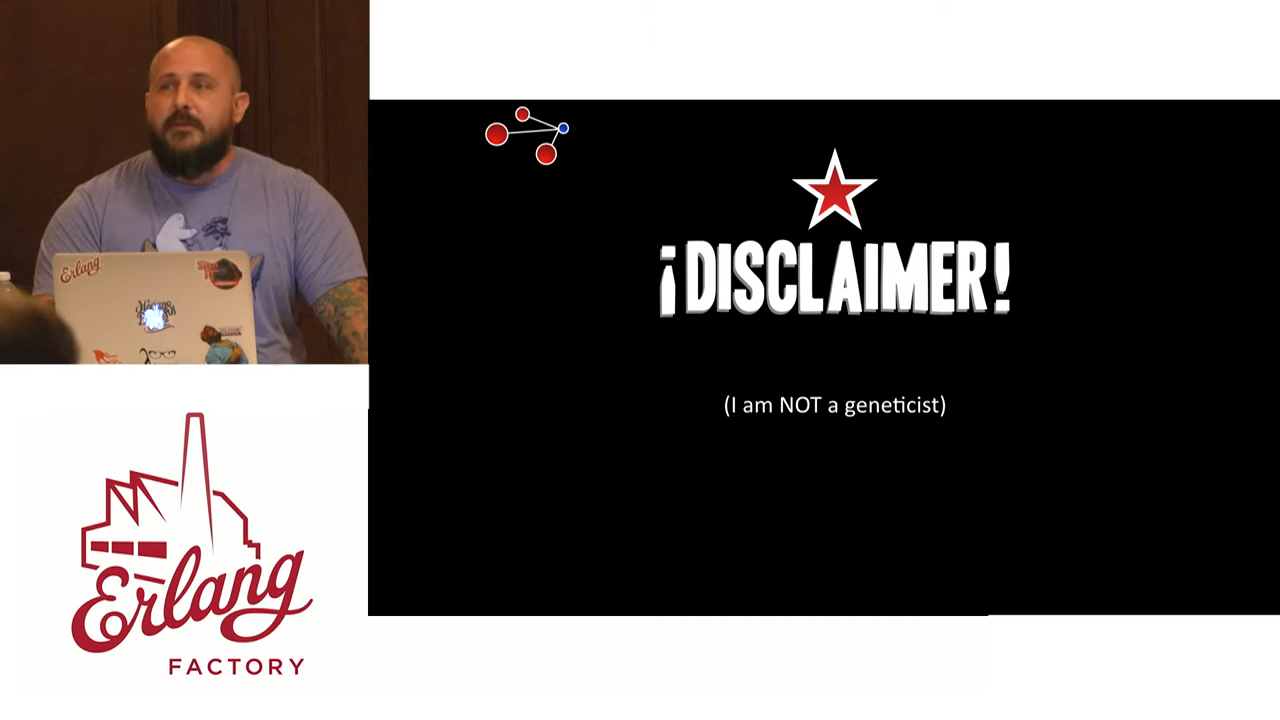 Erlang
¡DISCLAIMER!
(I am NOT a geneticist)
Erlang
FACTORY